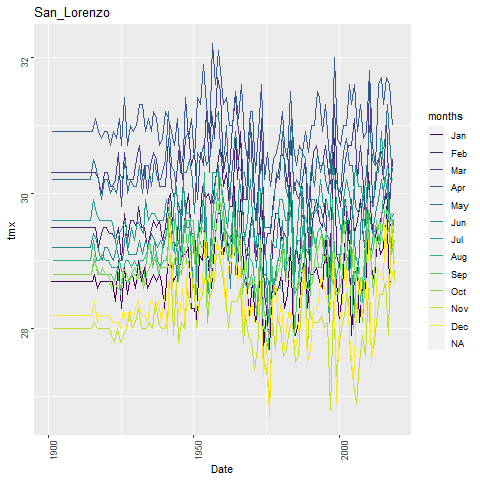 San_Lorenzo
32
30
28
tmx
1900
1950
2000
Date
months
Jan
Feb
Mar
Apr
May
Jun
Jul
Aug
Sep
Oct
Nov
Dec
NA